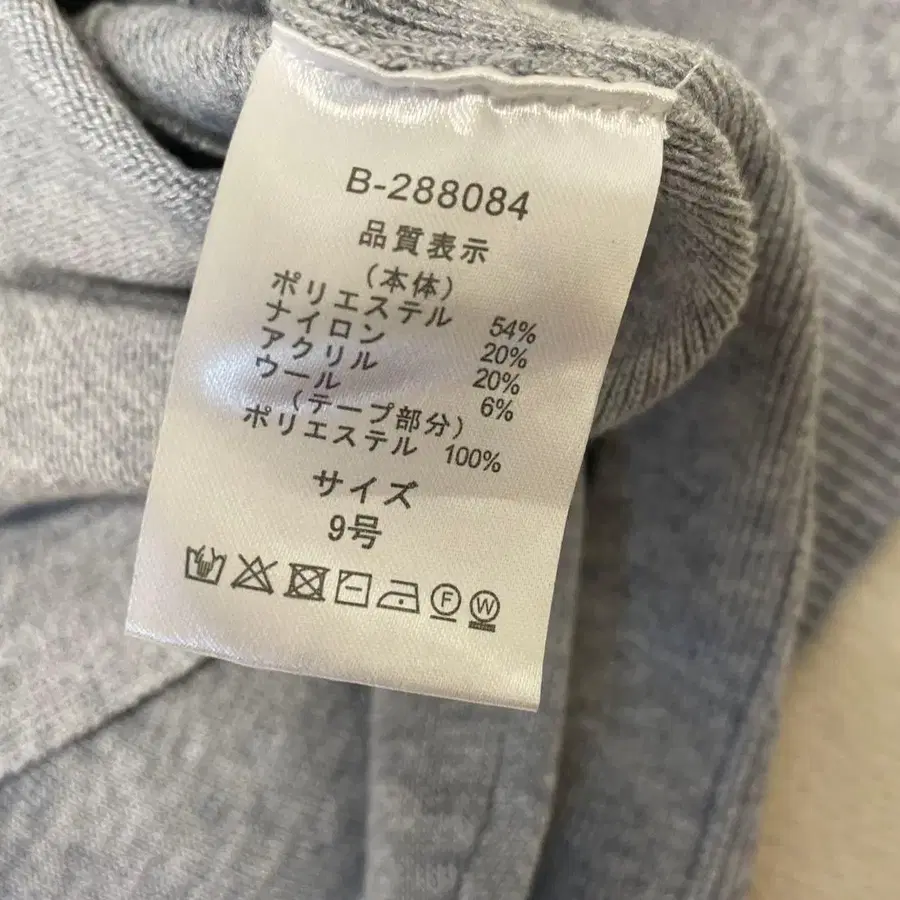 B-288084
品質表示
（本体）
ポリエステル 54%
ナイロン 20%
アクリル 20%
ウール 6%
（テープ部分）
ポリエステル 100%
サイズ
9号
F W